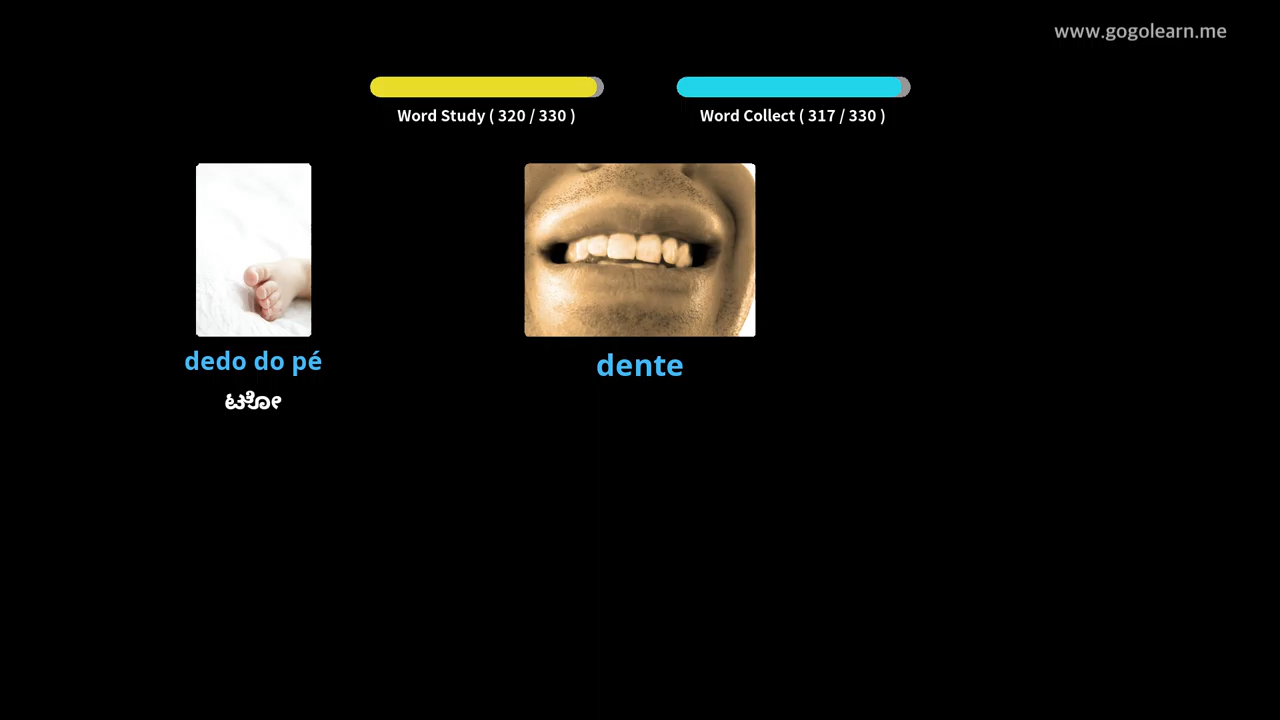 www.gogolearn.me
Word Study ( 320 / 330 )
Word Collect ( 317 / 330 )
dedo do pé
ಟೋ
dente